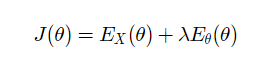 J(θ) = E_X(θ) + λE_θ(θ)